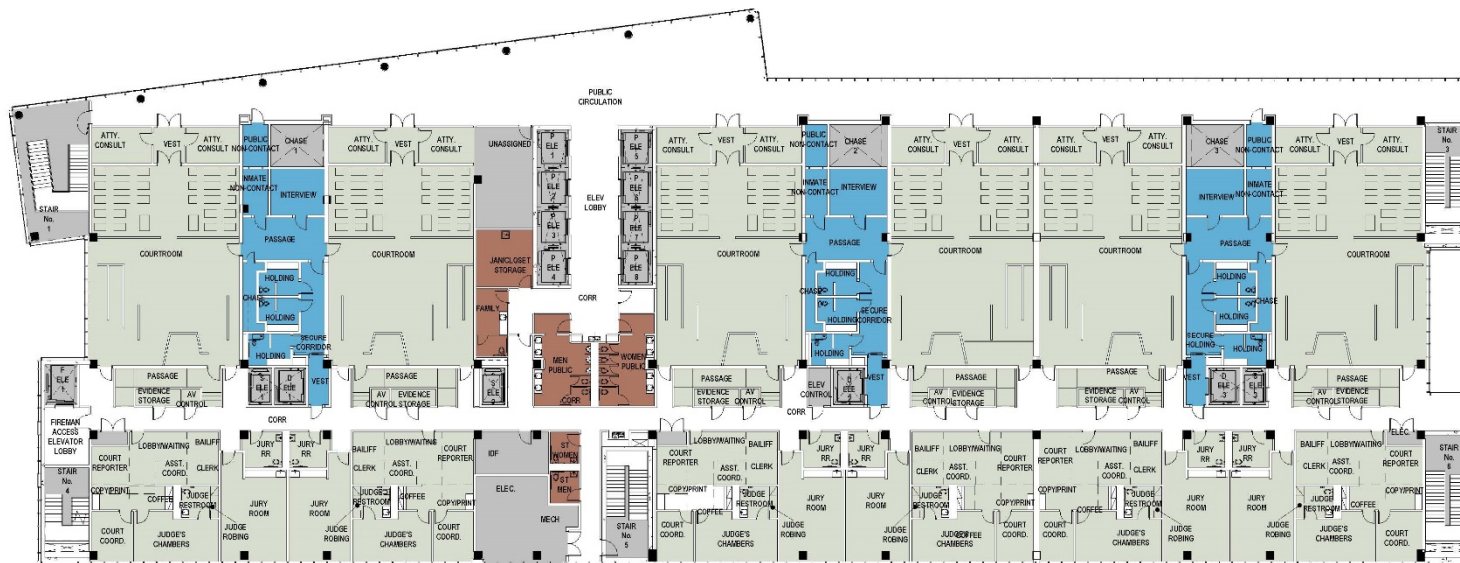 PUBLIC
CIRCULATION
ATTY.
CONSULT
VEST
ATTY.
CONSULT
PUBLIC
NON-CONTACT
CHASE
1
ATTY.
CONSULT
VEST
ATTY.
CONSULT
UNASSIGNED
P
ELE
1
P
ELE
5
ATTY.
CONSULT
VEST
ATTY.
CONSULT
PUBLIC
NON-CONTACT
CHASE
2
ATTY.
CONSULT
VEST
ATTY.
CONSULT
ATTY.
CONSULT
VEST
ATTY.
CONSULT
CHASE
3
PUBLIC
NON-CONTACT
ATTY.
CONSULT
VEST
ATTY.
CONSULT
STAIR
No.
3
STAIR
No.
1
INMATE
NON-CONTACT
INTERVIEW
P
ELE
2
ELEV
LOBBY
P
ELE
INMATE
NON-CONTACT
INTERVIEW
INTERVIEW
INMATE
NON-CONTACT
P
ELE
3
P
ELE
7
COURTROOM
PASSAGE
COURTROOM
COURTROOM
PASSAGE
COURTROOM
COURTROOM
PASSAGE
COURTROOM
JAN/CLOSET
STORAGE
P
ELE
4
P
ELE
8
HOLDING
CHASE
HOLDING
FAMILY
CORR
HOLDING
CHASE
HOLDING
SECURE
CORRIDOR
HOLDING
CHASE
HOLDING
SECURE
CORRIDOR
HOLDING
MEN
PUBLIC
WOMEN
PUBLIC
HOLDING
SECURE
HOLDING
HOLDING
F
ELE
1
PASSAGE
S
ELE
1
D
ELE
1
VEST
PASSAGE
S
ELE
CORR
PASSAGE
ELEV
CONTROL
D
ELE
VEST
PASSAGE
PASSAGE
VEST
D
ELE
3
ELE
3
PASSAGE
EVIDENCE
STORAGE
AV
CONTROL
AV
CONTROL
EVIDENCE
STORAGE
EVIDENCE
STORAGE
AV
CONTROL
AV
CONTROL
EVIDENCE
STORAGE
EVIDENCE
STORAGE
AV
CONTROL
AV
CONTROL
EVIDENCE
STORAGE
CORR
CORR
FIREMAN
ACCESS
ELEVATOR
LOBBY
LOBBY/WAITING
BAILIFF
JURY
RR
JURY
RR
BAILIFF
LOBBY/WAITING
COURT
REPORTER
ASST.
COORD.
CLERK
CLERK
ASST.
COORD.
COURT
REPORTER
IDF
ST
WOMEN
LOBBY/WAITING
BAILIFF
JURY
RR
JURY
RR
BAILIFF
LOBBY/WAITING
COURT
REPORTER
ASST.
COORD.
CLERK
CLERK
ASST.
COORD.
COURT
REPORTER
COURT
REPORTER
LOBBY/WAITING
BAILIFF
ASST.
COORD.
CLERK
JURY
RR
JURY
RR
BAILIFF
LOBBY/WAITING
CLERK
ASST.
COORD.
ELEC.
COURT
REPORTER
STAIR
No.
4
COPY/PRINT
COFFEE
JUDGE
RESTROOM
JURY
ROOM
JURY
ROOM
JUDGE
RESTROOM
COFFEE
COPY/PRINT
ELEC.
ST
MEN
COPY/PRINT
COFFEE
JUDGE
RESTROOM
JURY
ROOM
JURY
ROOM
JUDGE
RESTROOM
COPY/PRINT
COFFEE
COPY/PRINT
COFFEE
JUDGE
RESTROOM
JURY
ROOM
JURY
ROOM
JUDGE
RESTROOM
COFFEE
COPY/PRINT
STAIR
No.
6
COURT
COORD.
JUDGE'S
CHAMBERS
JUDGE
ROBING
JUDGE
ROBING
JUDGE'S
CHAMBERS
COURT
COORD.
MECH
STAIR
No.
5
COURT
COORD.
JUDGE'S
CHAMBERS
JUDGE
ROBING
JUDGE
ROBING
JUDGE'S
CHAMBERS
COURT
COORD.
COURT
COORD.
JUDGE'S
CHAMBERS
JUDGE
ROBING
JUDGE
ROBING
JUDGE'S
CHAMBERS
COURT
COORD.